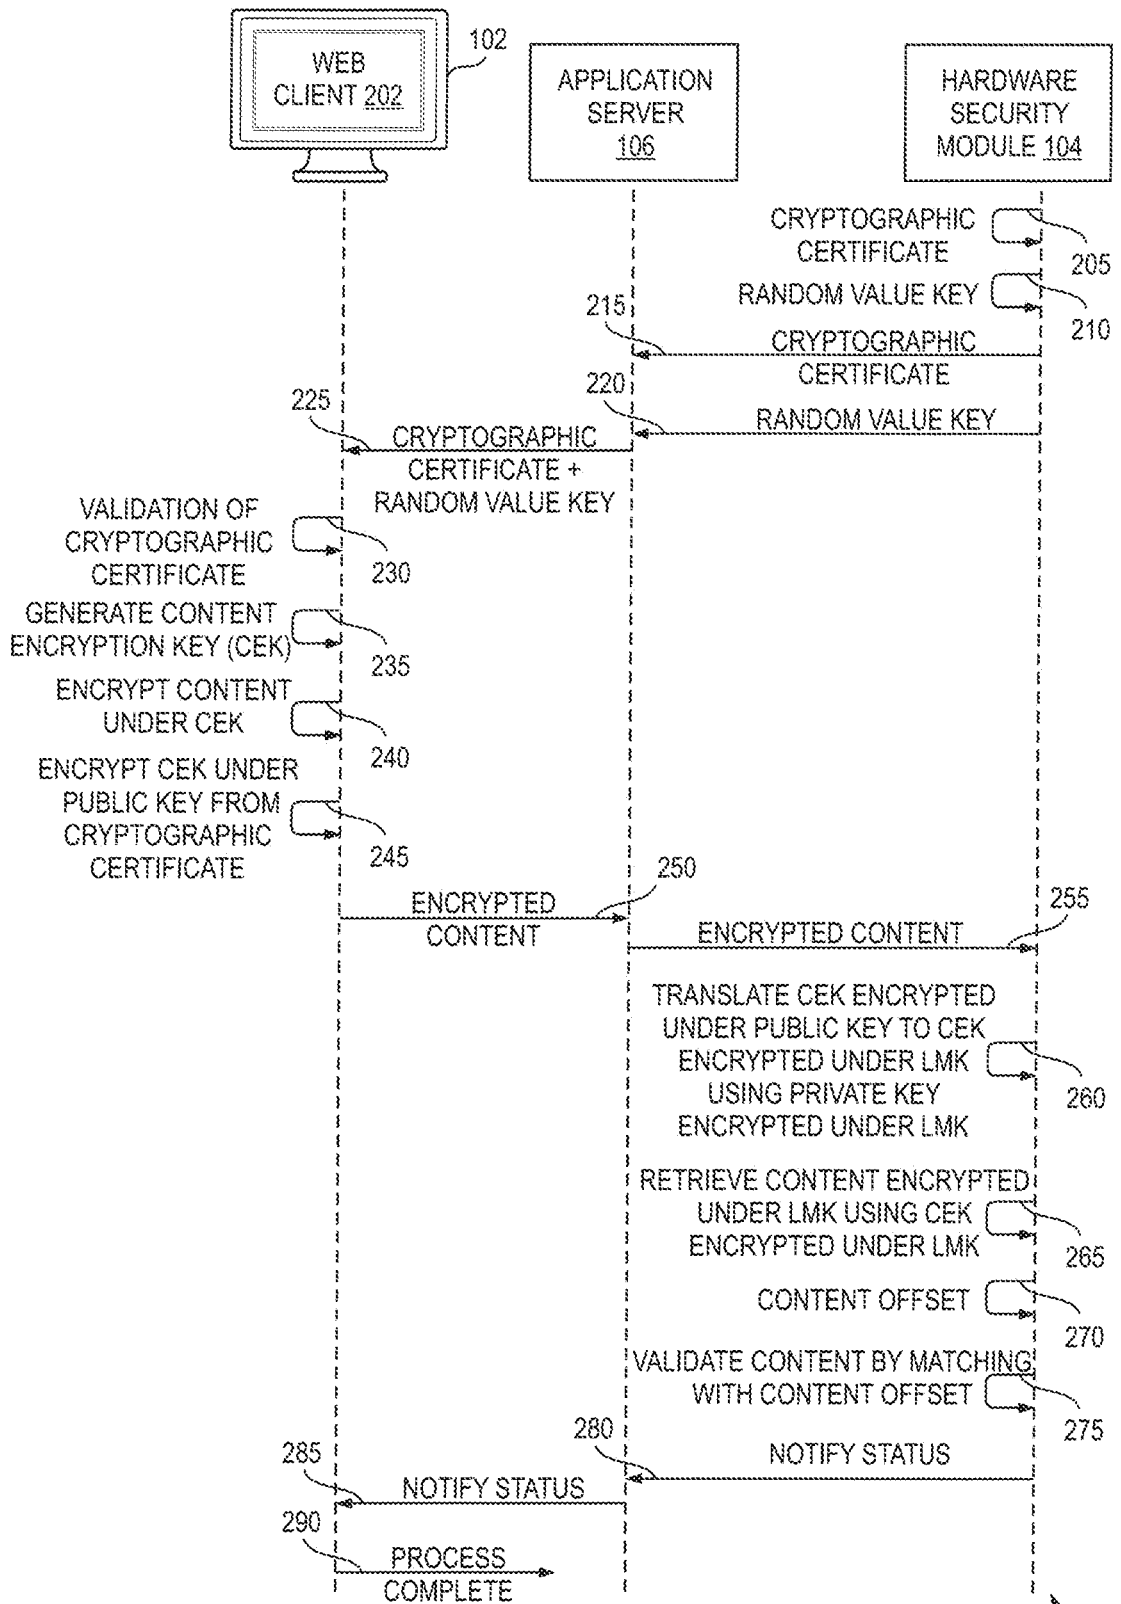 WEB
CLIENT 202
102
APPLICATION
SERVER
106
HARDWARE
SECURITY
MODULE 104
CRYPTOGRAPHIC
CERTIFICATE
205
RANDOM VALUE KEY
210
215
CRYPTOGRAPHIC
CERTIFICATE
220
RANDOM VALUE KEY
225
CRYPTOGRAPHIC
CERTIFICATE +
RANDOM VALUE KEY
VALIDATION OF
CRYPTOGRAPHIC
CERTIFICATE
230
GENERATE CONTENT
ENCRYPTION KEY (CEK)
235
ENCRYPT CONTENT
UNDER CEK
240
ENCRYPT CEK UNDER
PUBLIC KEY FROM
CRYPTOGRAPHIC
CERTIFICATE
245
ENCRYPTED
CONTENT
250
ENCRYPTED CONTENT
255
TRANSLATE CEK ENCRYPTED
UNDER PUBLIC KEY TO CEK
ENCRYPTED UNDER LMK
USING PRIVATE KEY
ENCRYPTED UNDER LMK
260
RETRIEVE CONTENT ENCRYPTED
UNDER LMK USING CEK
ENCRYPTED UNDER LMK
265
CONTENT OFFSET
270
VALIDATE CONTENT BY MATCHING
WITH CONTENT OFFSET
275
280
NOTIFY STATUS
285
NOTIFY STATUS
290
PROCESS
COMPLETE